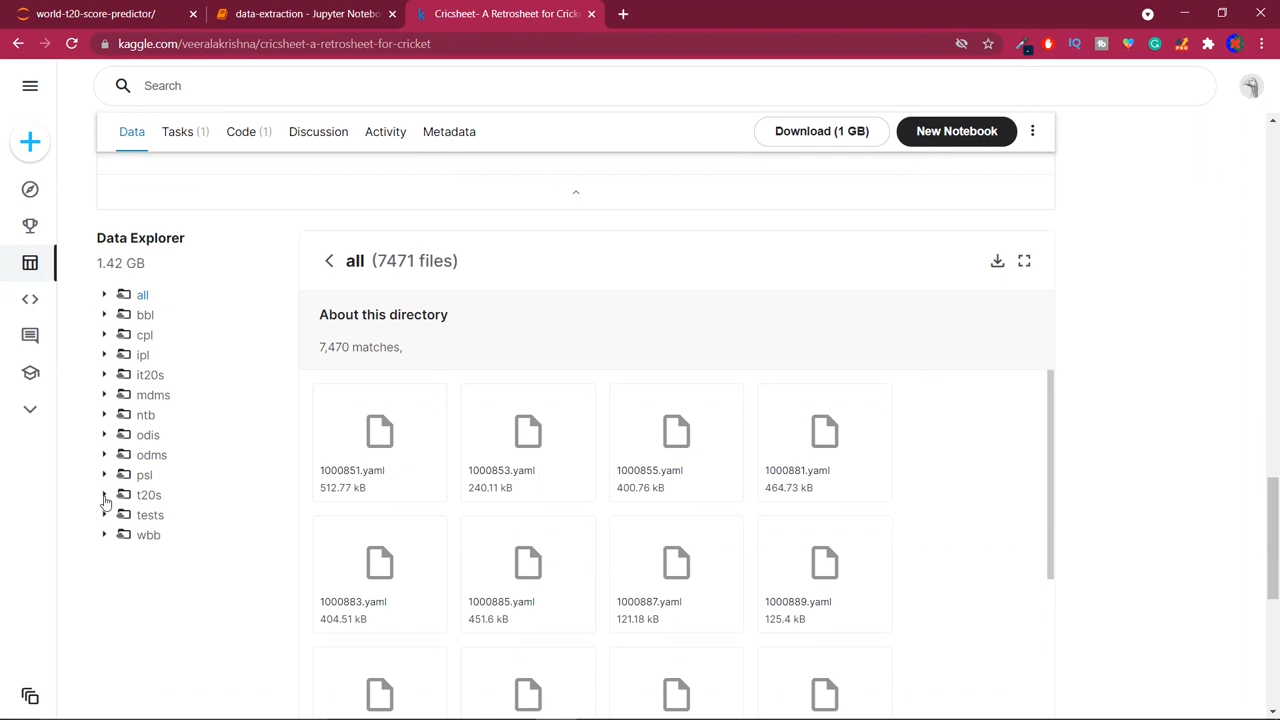 world-t20-score-predictor/
data-extraction - Jupyter Notebo
Cricsheet- A Retrosheet for Crick
kaggle.com/veeralakrishna/cricsheet-a-retrosheet-for-cricket
Search
Data Tasks (1) Code (1) Discussion Activity Metadata
Download (1 GB)
New Notebook
Data Explorer
1.42 GB
all
bbl
cpl
ipl
it20s
mdms
ntb
odis
odms
psl
t20s
tests
wbb
all (7471 files)
About this directory
7,470 matches,
1000851.yaml
512.77 kB
1000853.yaml
240.11 kB
1000855.yaml
400.76 kB
1000881.yaml
464.73 kB
1000883.yaml
404.51 kB
1000885.yaml
451.6 kB
1000887.yaml
121.18 kB
1000889.yaml
125.4 kB